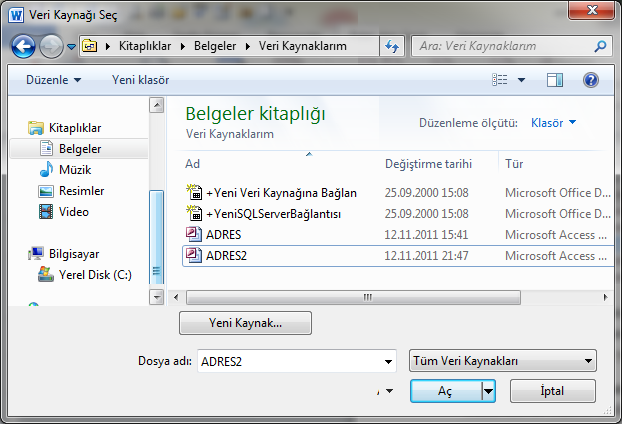 Veri Kaynağı Seç
Kitaplıklar Belgeler Veri Kaynaklarım
Ara: Veri Kaynaklarım
Düzenle Yeni klasör
Kitaplıklar
Belgeler
Müzik
Resimler
Video
Bilgisayar
Yerel Disk (C:)
Belgeler kitaplığı
Veri Kaynaklarım
Düzenleme ölçütü: Klasör
Ad Değiştirme tarihi Tür
+Yeni Veri Kaynağına Bağlan 25.09.2000 15:08 Microsoft Office D...
+YeniSQLServerBağlantısı 25.09.2000 15:08 Microsoft Office D...
ADRES 12.11.2011 15:41 Microsoft Access ...
ADRES2 12.11.2011 21:47 Microsoft Access ...
Yeni Kaynak...
Dosya adı: ADRES2 Tüm Veri Kaynakları
Aç İptal